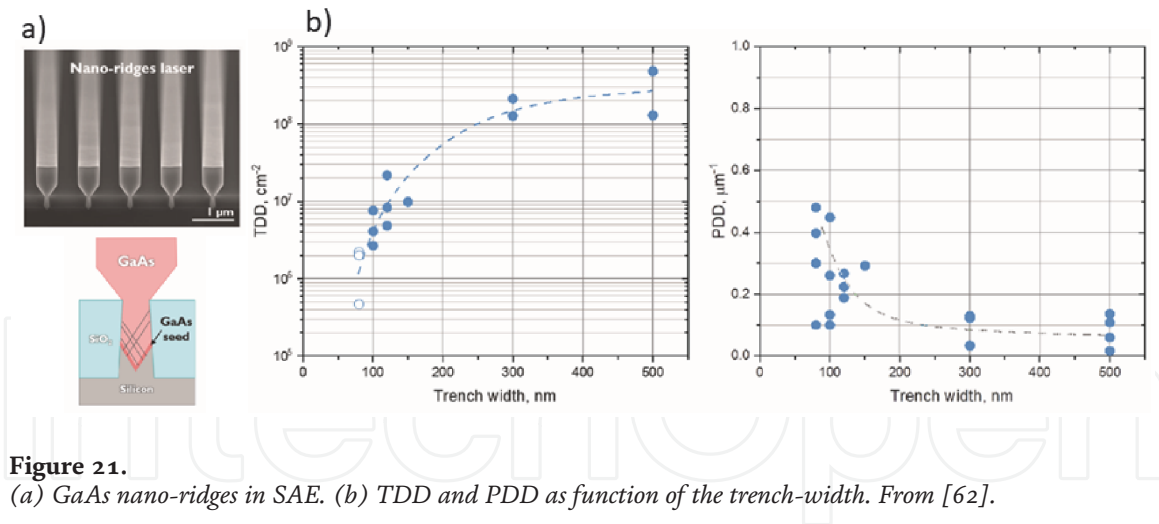 a)
b)
Nano-ridges laser
1 µm
GaAs
GaAs
seed
SiO₂
Silicon
TDD, cm⁻²
10⁹
10⁸
10⁷
10⁶
10⁵
0 100 200 300 400 500
Trench width, nm
PDD, µm⁻¹
1.0
0.8
0.6
0.4
0.2
0.0
0 100 200 300 400 500
Trench width, nm
IntechOpen
Figure 21.
(a) GaAs nano-ridges in SAE. (b) TDD and PDD as function of the trench-width. From [62].